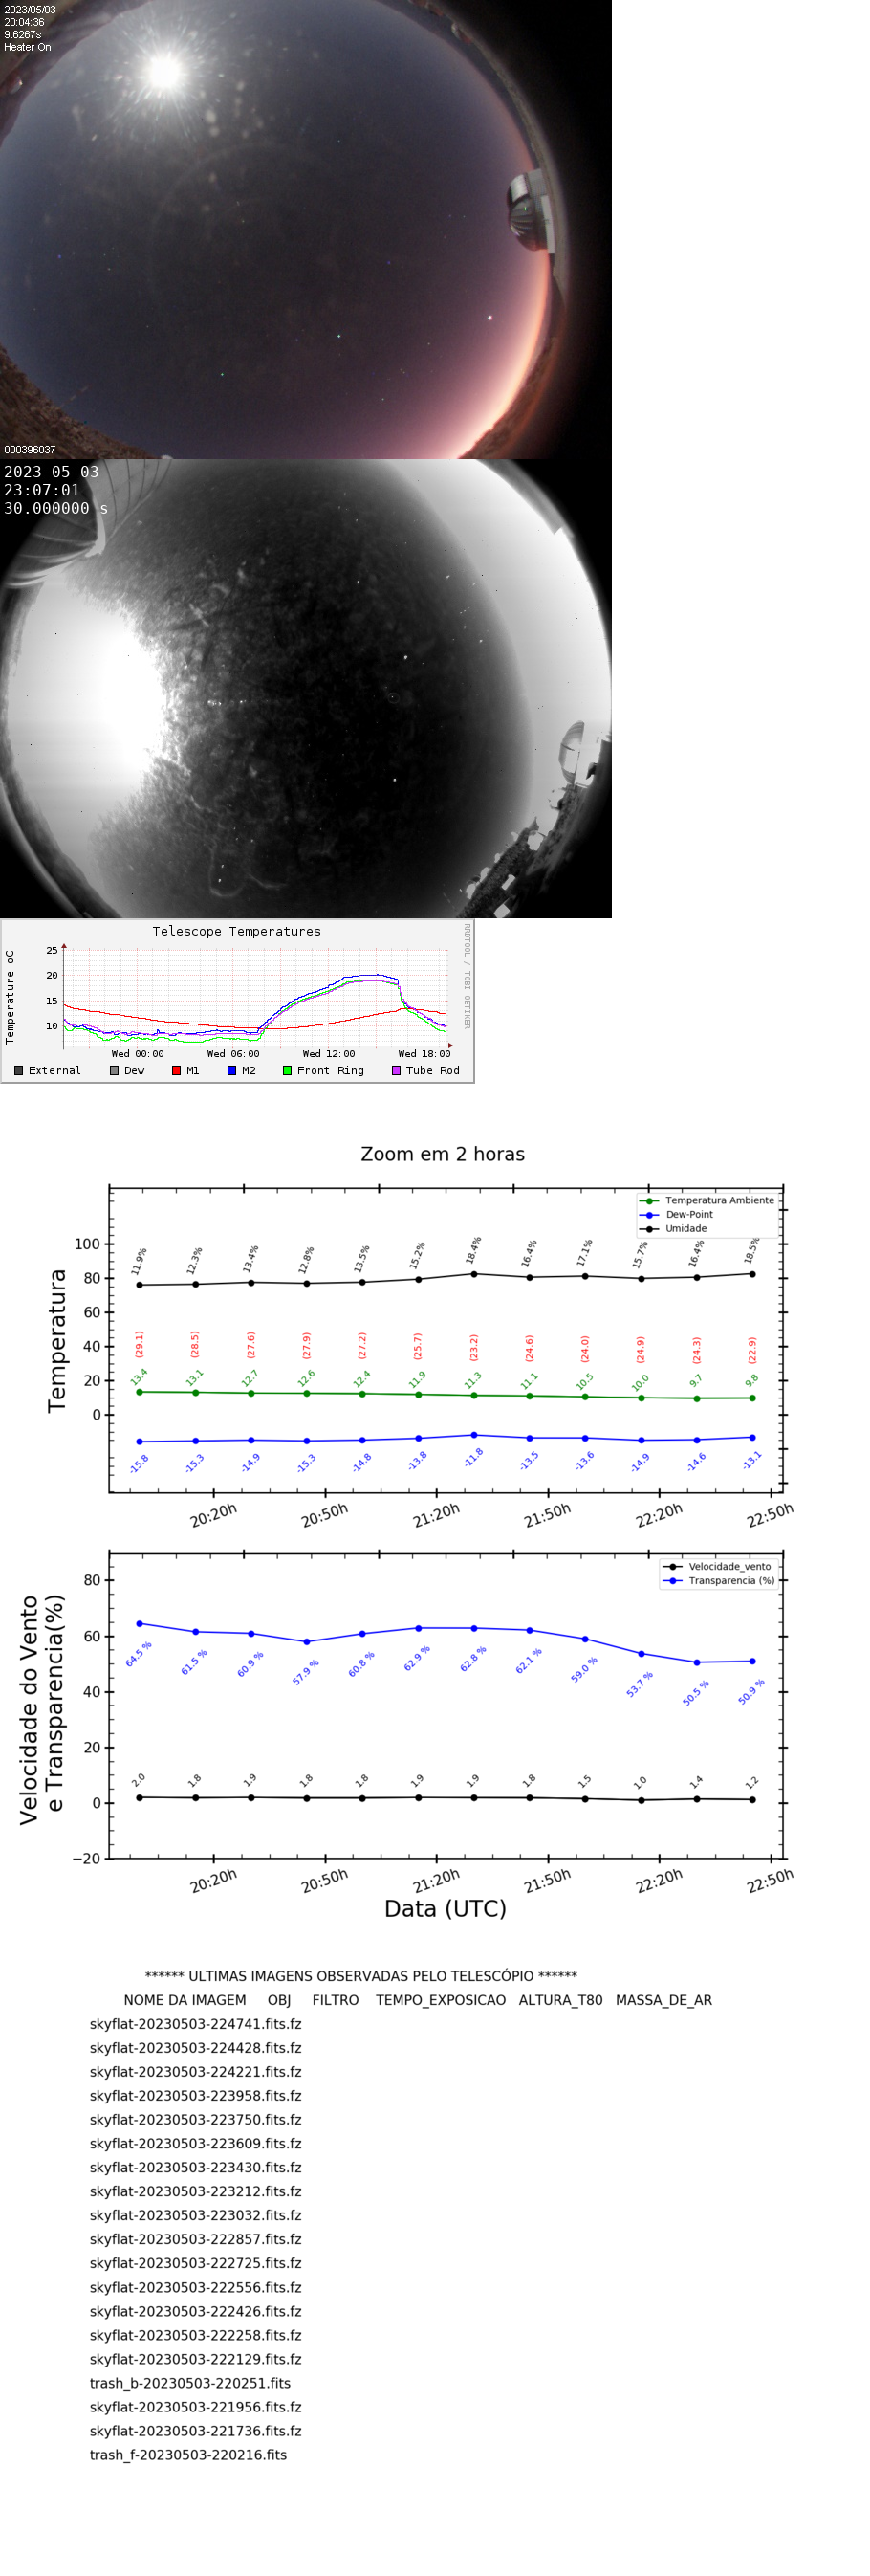 2023/05/03
20:04:36
9.6267s
Heater On
000396037
2023-05-03
23:07:01
30.000000 s
Telescope Temperatures
Temperature oC
25
20
15
10
Wed 00:00 Wed 06:00 Wed 12:00 Wed 18:00
External Dew M1 M2 Front Ring Tube Rod
RRDTOOL / TOBI OETIKER
Zoom em 2 horas
Temperatura
100
80
60
40
20
0
Temperatura Ambiente
Dew-Point
Umidade
11.9% 12.3% 13.4% 12.8% 13.5% 15.2% 18.4% 16.4% 17.1% 15.7% 16.4% 18.5%
(29.1) (28.5) (27.6) (27.9) (27.2) (25.7) (23.2) (24.6) (24.0) (24.9) (24.3) (22.9)
13.4 13.1 12.7 12.6 12.4 11.9 11.3 11.1 10.5 10.0 9.7 9.8
-15.8 -15.3 -14.9 -15.3 -14.8 -13.8 -11.8 -13.5 -13.6 -14.9 -14.6 -13.1
20:20h 20:50h 21:20h 21:50h 22:20h 22:50h
Velocidade do Vento
e Transparencia(%)
80
60
40
20
0
−20
Velocidade_vento
Transparencia (%)
64.5 % 61.5 % 60.9 % 57.9 % 60.8 % 62.9 % 62.8 % 62.1 % 59.0 % 53.7 % 50.5 % 50.9 %
2.0 1.8 1.9 1.8 1.8 1.9 1.9 1.8 1.5 1.0 1.4 1.2
20:20h 20:50h 21:20h 21:50h 22:20h 22:50h
Data (UTC)
****** ULTIMAS IMAGENS OBSERVADAS PELO TELESCÓPIO ******
NOME DA IMAGEM OBJ FILTRO TEMPO_EXPOSICAO ALTURA_T80 MASSA_DE_AR
skyflat-20230503-224741.fits.fz
skyflat-20230503-224428.fits.fz
skyflat-20230503-224221.fits.fz
skyflat-20230503-223958.fits.fz
skyflat-20230503-223750.fits.fz
skyflat-20230503-223609.fits.fz
skyflat-20230503-223430.fits.fz
skyflat-20230503-223212.fits.fz
skyflat-20230503-223032.fits.fz
skyflat-20230503-222857.fits.fz
skyflat-20230503-222725.fits.fz
skyflat-20230503-222556.fits.fz
skyflat-20230503-222426.fits.fz
skyflat-20230503-222258.fits.fz
skyflat-20230503-222129.fits.fz
trash_b-20230503-220251.fits
skyflat-20230503-221956.fits.fz
skyflat-20230503-221736.fits.fz
trash_f-20230503-220216.fits